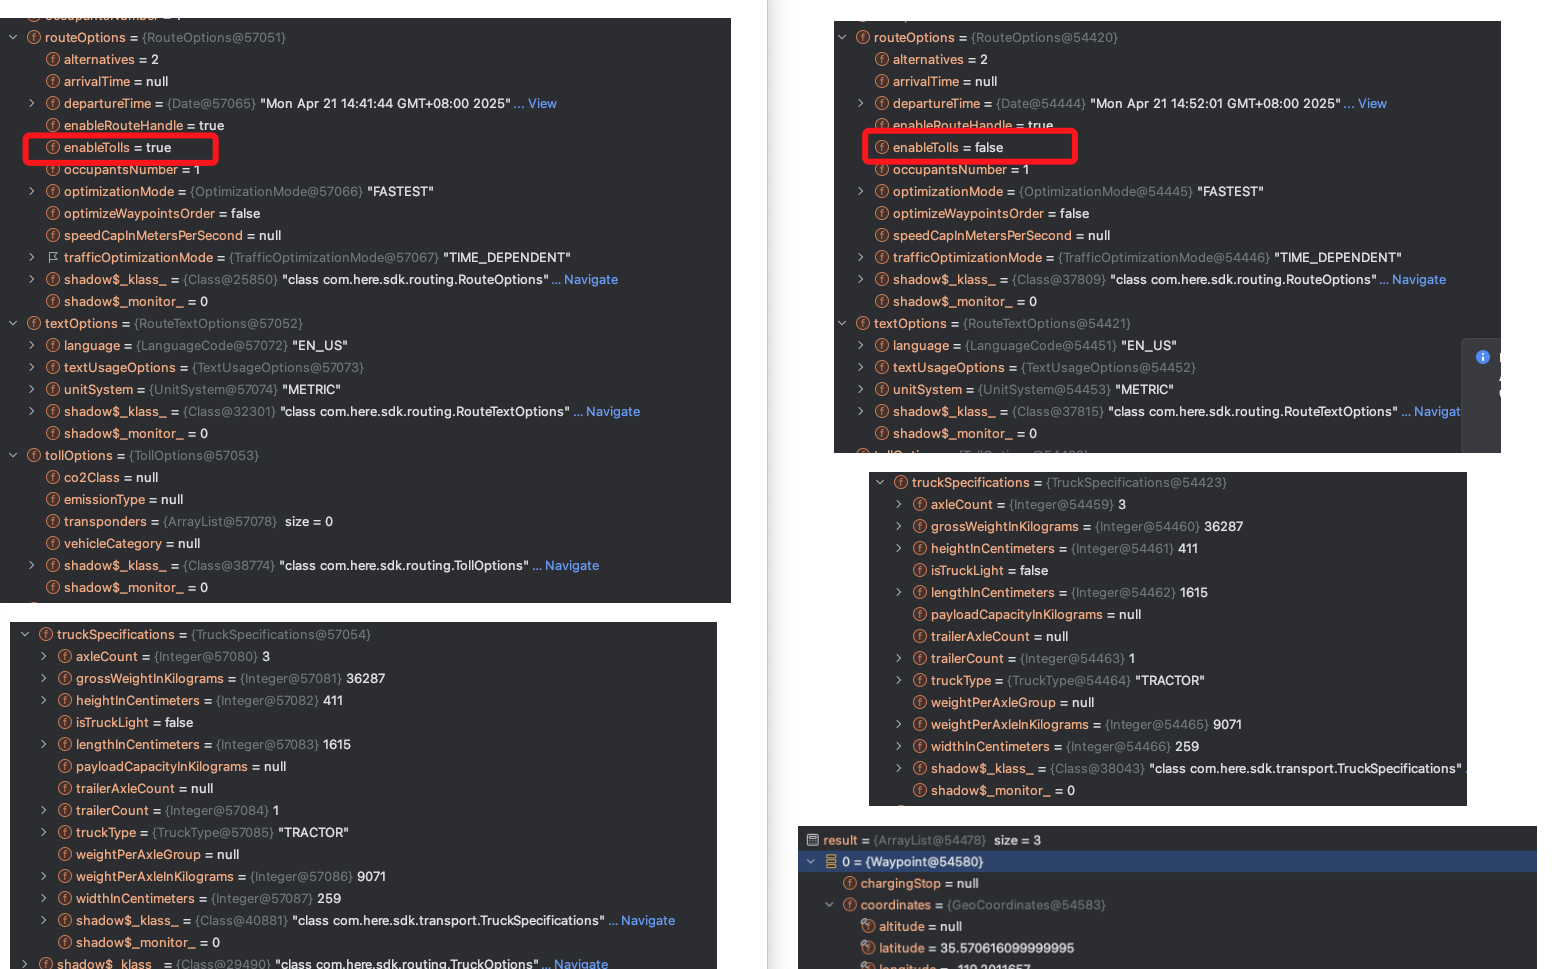 occupantsNumber = 1
routeOptions = {RouteOptions@57051}
alternatives = 2
arrivalTime = null
departureTime = {Date@57065} "Mon Apr 21 14:41:44 GMT+08:00 2025" ... View
enableRouteHandle = true
enableTolls = true
occupantsNumber = 1
optimizationMode = {OptimizationMode@57066} "FASTEST"
optimizeWaypointsOrder = false
speedCapInMetersPerSecond = null
trafficOptimizationMode = {TrafficOptimizationMode@57067} "TIME_DEPENDENT"
shadow$_klass_ = {Class@25850} "class com.here.sdk.routing.RouteOptions" ... Navigate
shadow$_monitor_ = 0
textOptions = {RouteTextOptions@57052}
language = {LanguageCode@57072} "EN_US"
textUsageOptions = {TextUsageOptions@57073}
unitSystem = {UnitSystem@57074} "METRIC"
shadow$_klass_ = {Class@32301} "class com.here.sdk.routing.RouteTextOptions" ... Navigate
shadow$_monitor_ = 0
tollOptions = {TollOptions@57053}
co2Class = null
emissionType = null
transponders = {ArrayList@57078} size = 0
vehicleCategory = null
shadow$_klass_ = {Class@38774} "class com.here.sdk.routing.TollOptions" ... Navigate
shadow$_monitor_ = 0
truckSpecifications = {TruckSpecifications@57054}
axleCount = {Integer@57080} 3
grossWeightInKilograms = {Integer@57081} 36287
heightInCentimeters = {Integer@57082} 411
isTruckLight = false
lengthInCentimeters = {Integer@57083} 1615
payloadCapacityInKilograms = null
trailerAxleCount = null
trailerCount = {Integer@57084} 1
truckType = {TruckType@57085} "TRACTOR"
weightPerAxleGroup = null
weightPerAxleInKilograms = {Integer@57086} 9071
widthInCentimeters = {Integer@57087} 259
shadow$_klass_ = {Class@40881} "class com.here.sdk.transport.TruckSpecifications" ... Navigate
shadow$_monitor_ = 0
shadow$_klass_ = {Class@29490} "class com.here.sdk.routing.TruckOptions" ... Navigate
routeOptions = {RouteOptions@54420}
alternatives = 2
arrivalTime = null
departureTime = {Date@54444} "Mon Apr 21 14:52:01 GMT+08:00 2025" ... View
enableRouteHandle = true
enableTolls = false
occupantsNumber = 1
optimizationMode = {OptimizationMode@54445} "FASTEST"
optimizeWaypointsOrder = false
speedCapInMetersPerSecond = null
trafficOptimizationMode = {TrafficOptimizationMode@54446} "TIME_DEPENDENT"
shadow$_klass_ = {Class@37809} "class com.here.sdk.routing.RouteOptions" ... Navigate
shadow$_monitor_ = 0
textOptions = {RouteTextOptions@54421}
language = {LanguageCode@54451} "EN_US"
textUsageOptions = {TextUsageOptions@54452}
unitSystem = {UnitSystem@54453} "METRIC"
shadow$_klass_ = {Class@37815} "class com.here.sdk.routing.RouteTextOptions" ... Navigat
shadow$_monitor_ = 0
truckSpecifications = {TruckSpecifications@54423}
axleCount = {Integer@54459} 3
grossWeightInKilograms = {Integer@54460} 36287
heightInCentimeters = {Integer@54461} 411
isTruckLight = false
lengthInCentimeters = {Integer@54462} 1615
payloadCapacityInKilograms = null
trailerAxleCount = null
trailerCount = {Integer@54463} 1
truckType = {TruckType@54464} "TRACTOR"
weightPerAxleGroup = null
weightPerAxleInKilograms = {Integer@54465} 9071
widthInCentimeters = {Integer@54466} 259
shadow$_klass_ = {Class@38043} "class com.here.sdk.transport.TruckSpecifications" .
shadow$_monitor_ = 0
result = {ArrayList@54478} size = 3
0 = {Waypoint@54580}
chargingStop = null
coordinates = {GeoCoordinates@54583}
altitude = null
latitude = 35.570616099999995
longitude = -119.2011657